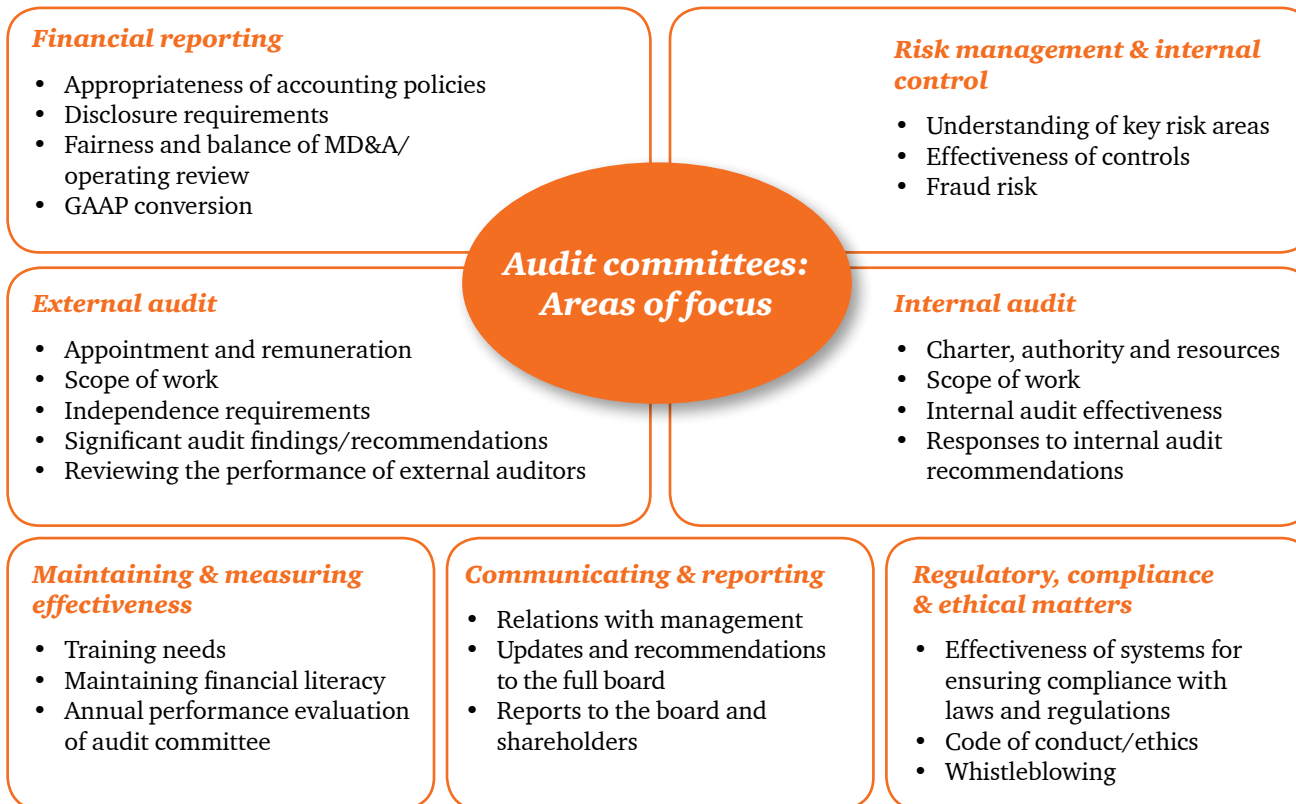 Financial reporting
• Appropriateness of accounting policies
• Disclosure requirements
• Fairness and balance of MD&A/
operating review
• GAAP conversion
Risk management & internal
control
• Understanding of key risk areas
• Effectiveness of controls
• Fraud risk
Audit committees:
Areas of focus
External audit
• Appointment and remuneration
• Scope of work
• Independence requirements
• Significant audit findings/recommendations
• Reviewing the performance of external auditors
Internal audit
• Charter, authority and resources
• Scope of work
• Internal audit effectiveness
• Responses to internal audit
recommendations
Maintaining & measuring
effectiveness
• Training needs
• Maintaining financial literacy
• Annual performance evaluation
of audit committee
Communicating & reporting
• Relations with management
• Updates and recommendations
to the full board
• Reports to the board and
shareholders
Regulatory, compliance
& ethical matters
• Effectiveness of systems for
ensuring compliance with
laws and regulations
• Code of conduct/ethics
• Whistleblowing